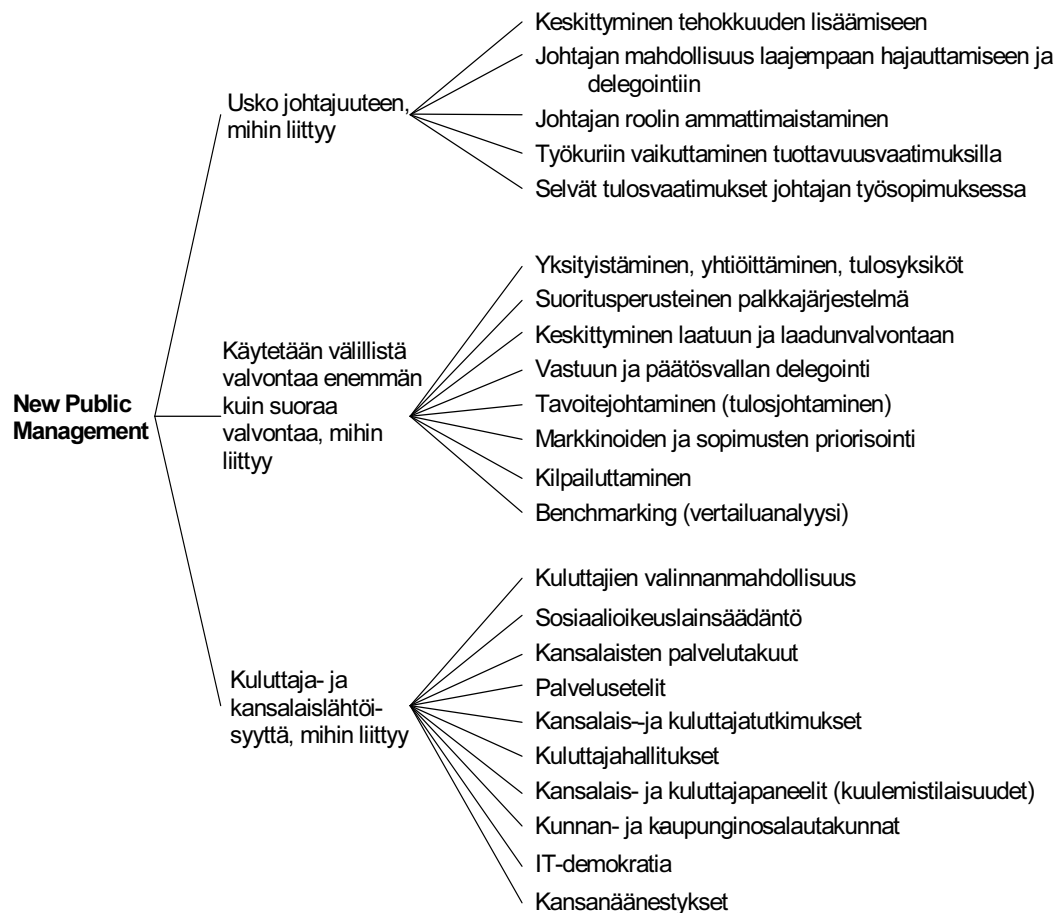 New Public
Management
Usko johtajuuteen,
mihin liittyy
Keskittyminen tehokkuuden lisäämiseen
Johtajan mahdollisuus laajempaan hajauttamiseen ja
delegointiin
Johtajan roolin ammattimaistaminen
Työkuriin vaikuttaminen tuottavuusvaatimuksilla
Selvät tulosvaatimukset johtajan työsopimuksessa
Käytetään välillistä
valvontaa enemmän
kuin suoraa
valvontaa, mihin
liittyy
Yksityistäminen, yhtiöittäminen, tulosyksiköt
Suoritusperusteinen palkkajärjestelmä
Keskittyminen laatuun ja laadunvalvontaan
Vastuun ja päätösvallan delegointi
Tavoitejohtaminen (tulosjohtaminen)
Markkinoiden ja sopimusten priorisointi
Kilpailuttaminen
Benchmarking (vertailuanalyysi)
Kuluttaja- ja
kansalaislähtöi-
syyttä, mihin liittyy
Kuluttajien valinnanmahdollisuus
Sosiaalioikeuslainsäädäntö
Kansalaisten palvelutakuut
Palvelusetelit
Kansalais-–ja kuluttajatutkimukset
Kuluttajahallitukset
Kansalais- ja kuluttajapaneelit (kuulemistilaisuudet)
Kunnan- ja kaupunginosalautakunnat
IT-demokratia
Kansanäänestykset